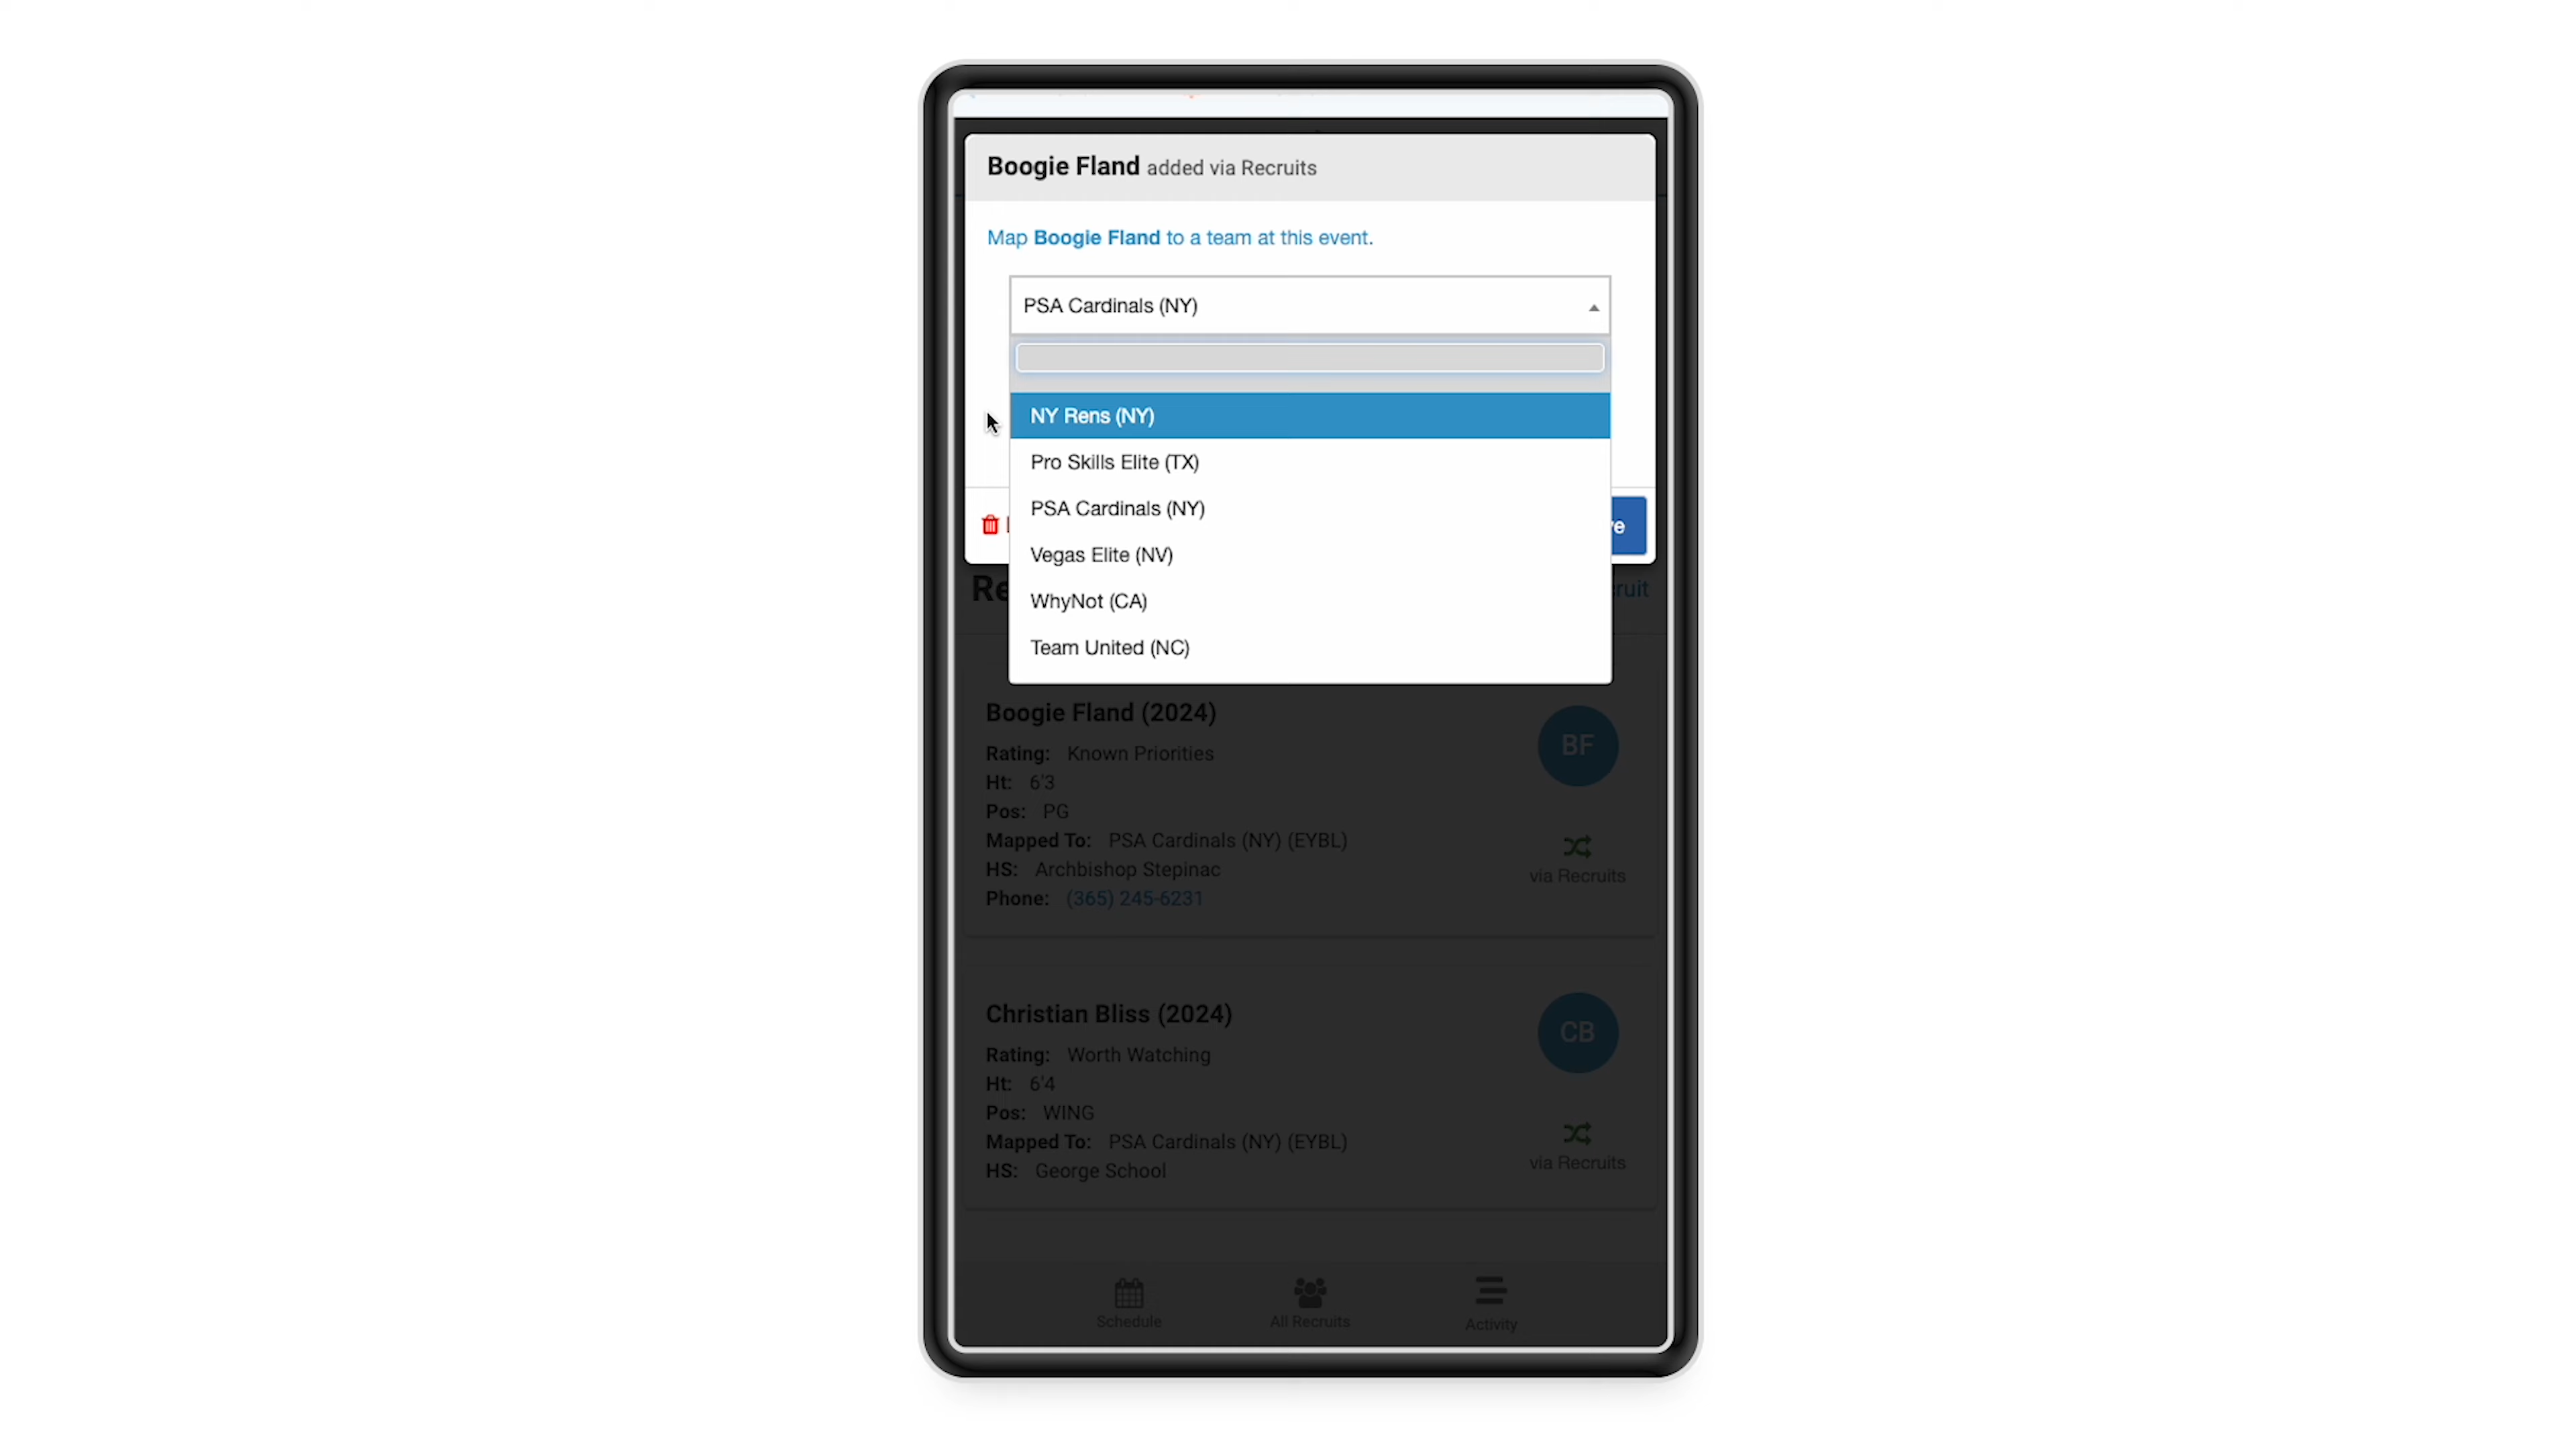 Boogie Fland added via Recruits
Map Boogie Fland to a team at this event.
PSA Cardinals (NY)
NY Rens (NY)
Pro Skills Elite (TX)
PSA Cardinals (NY)
Vegas Elite (NV)
WhyNot (CA)
Team United (NC)
Boogie Fland (2024)
BF
Rating: Known Priorities
Ht: 6'3
Pos: PG
Mapped To: PSA Cardinals (NY) (EYBL)
HS: Archbishop Stepinac
via Recruits
Phone: (365) 245-6231
Christian Bliss (2024)
CB
Rating: Worth Watching
Ht: 6'4
Pos: WING
Mapped To: PSA Cardinals (NY) (EYBL)
HS: George School
via Recruits
Schedule
All Recruits
Activity